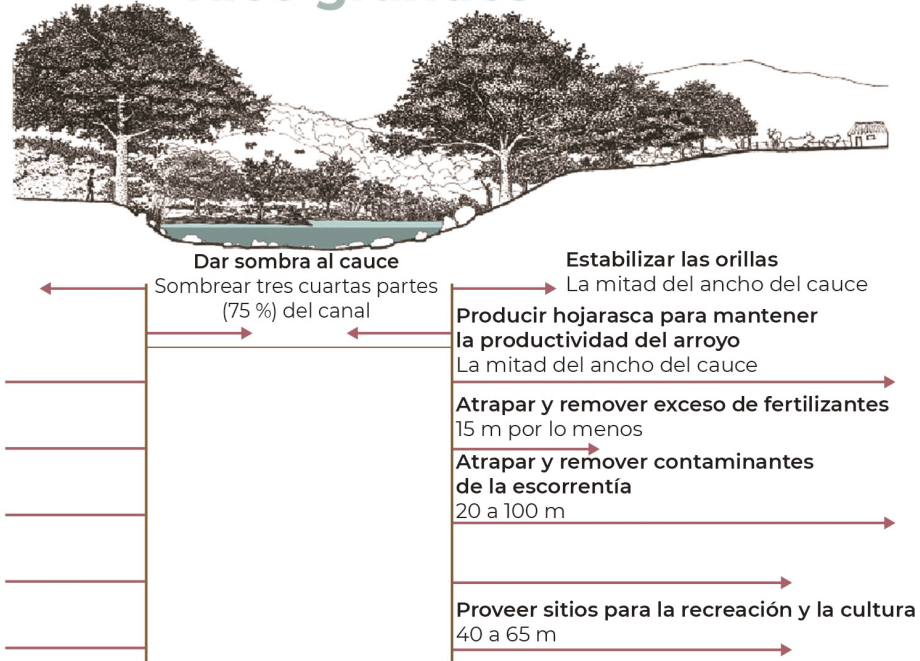 Dar sombra al cauce
Sombrear tres cuartas partes
(75 %) del canal
Estabilizar las orillas
La mitad del ancho del cauce
Producir hojarasca para mantener
la productividad del arroyo
La mitad del ancho del cauce
Atrapar y remover exceso de fertilizantes
15 m por lo menos
Atrapar y remover contaminantes
de la escorrentía
20 a 100 m
Proveer sitios para la recreación y la cultura
40 a 65 m